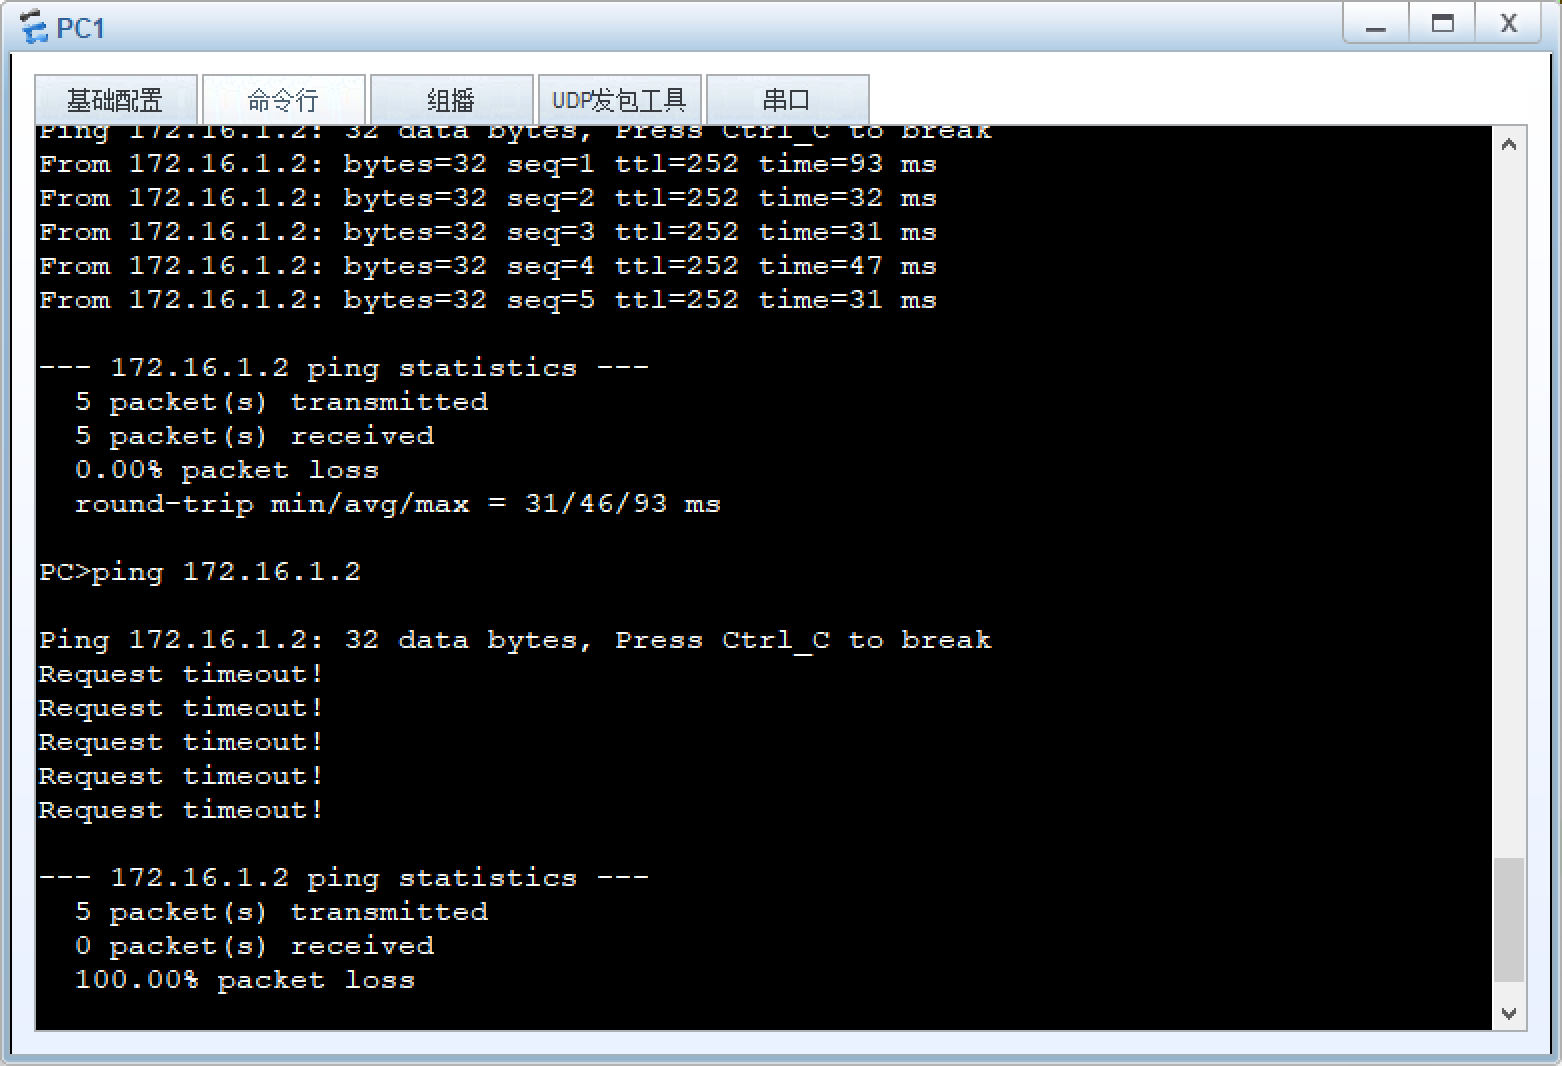 PC1
基础配置 命令行 组播 UDP发包工具 串口
Ping 172.16.1.2: 32 data bytes, Press Ctrl_C to break
From 172.16.1.2: bytes=32 seq=1 ttl=252 time=93 ms
From 172.16.1.2: bytes=32 seq=2 ttl=252 time=32 ms
From 172.16.1.2: bytes=32 seq=3 ttl=252 time=31 ms
From 172.16.1.2: bytes=32 seq=4 ttl=252 time=47 ms
From 172.16.1.2: bytes=32 seq=5 ttl=252 time=31 ms
--- 172.16.1.2 ping statistics ---
5 packet(s) transmitted
5 packet(s) received
0.00% packet loss
round-trip min/avg/max = 31/46/93 ms
PC>ping 172.16.1.2
Ping 172.16.1.2: 32 data bytes, Press Ctrl_C to break
Request timeout!
Request timeout!
Request timeout!
Request timeout!
Request timeout!
--- 172.16.1.2 ping statistics ---
5 packet(s) transmitted
0 packet(s) received
100.00% packet loss